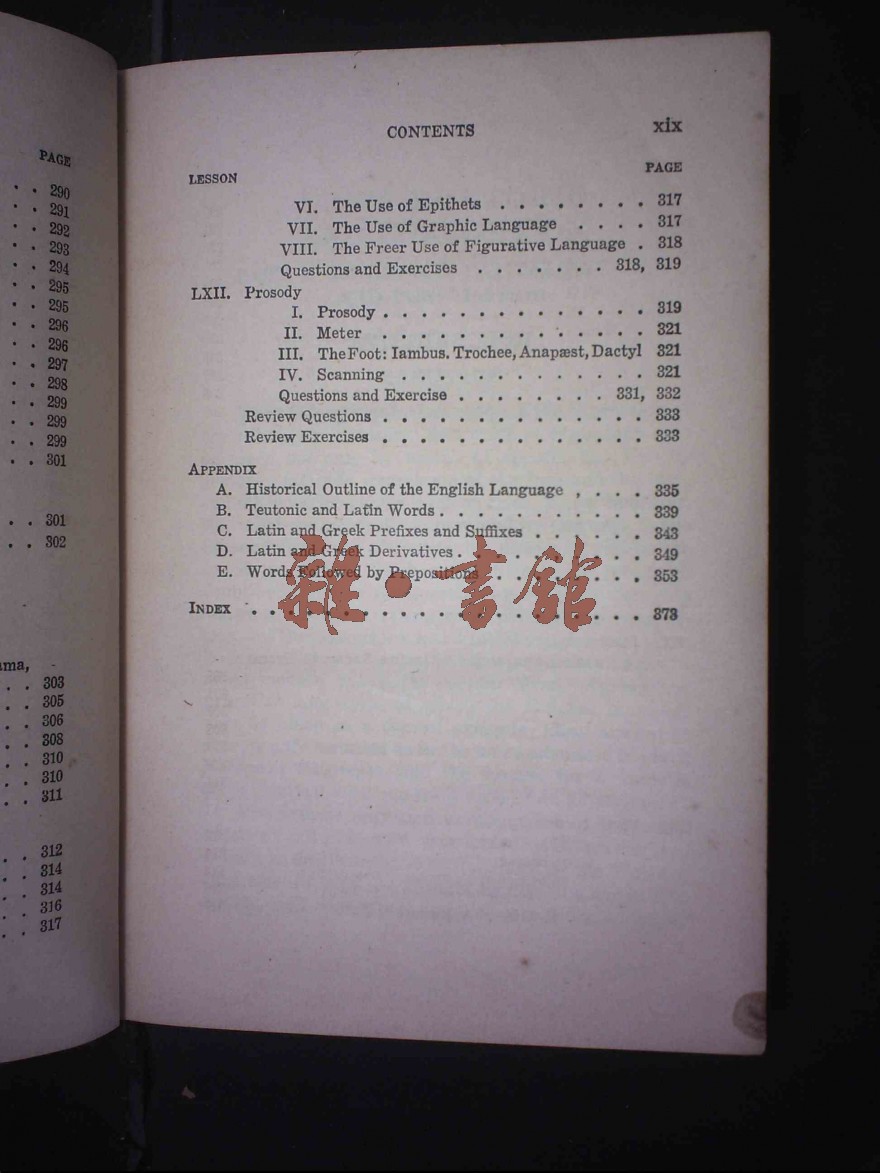 PAGE
. . 290
. . 291
. . 292
. . 293
. . 294
. . 295
. . 295
. . 296
. . 296
. . 297
. . 298
. . 299
. . 299
. . 299
. . 301
. . 301
. . 302
ma,
. . 303
. . 305
. . 306
. . 308
. . 310
. . 310
. . 311
. . 312
. . 314
. . 314
. . 316
. . 317
CONTENTS xix
LESSON PAGE
VI. The Use of Epithets . . . . . . . . 317
VII. The Use of Graphic Language . . . . 317
VIII. The Freer Use of Figurative Language . 318
Questions and Exercises . . . . . . . 318, 319
LXII. Prosody
I. Prosody . . . . . . . . . . . . . . 319
II. Meter . . . . . . . . . . . . . . 321
III. The Foot: Iambus. Trochee, Anapæst, Dactyl 321
IV. Scanning . . . . . . . . . . . . . 321
Questions and Exercise . . . . . . . . 331, 332
Review Questions . . . . . . . . . . . . . . 333
Review Exercises . . . . . . . . . . . . . . 333
APPENDIX
A. Historical Outline of the English Language , . . . 335
B. Teutonic and Latin Words . . . . . . . . . . . 339
C. Latin and Greek Prefixes and Suffixes . . . . . . 343
D. Latin and Greek Derivatives . . . . . . . . . . 349
E. Words Followed by Prepositions . . . . . . . . 353
INDEX . . . . . . . . . . . . . . . . . . . . 373
雜·書館